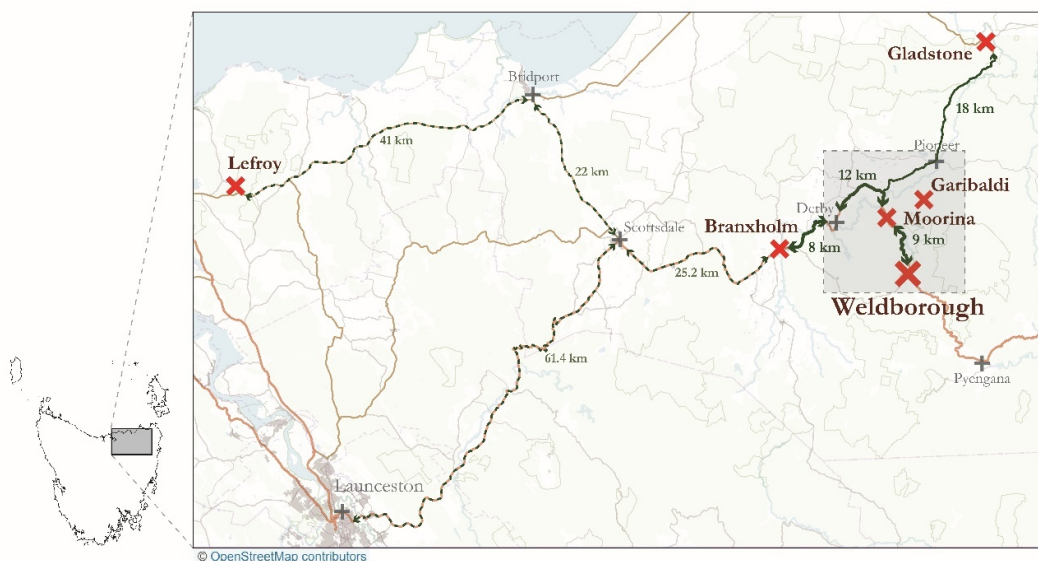 Gladstone
Bridport
18 km
41 km
Pioneer
Lefroy
12 km
22 km
Garibaldi
Derby
Moorina
Branxholm
Scottsdale
9 km
8 km
25.2 km
Weldborough
61.4 km
Pyengana
Launceston
© OpenStreetMap contributors